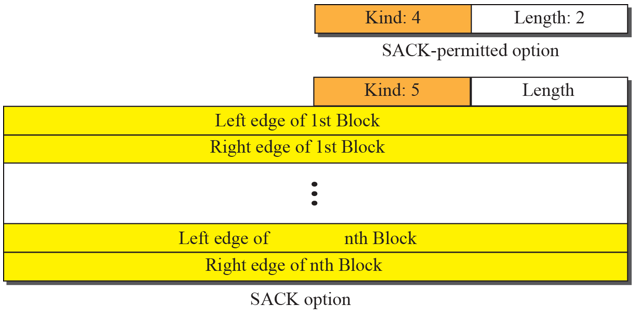 Kind: 4 Length: 2
SACK-permitted option
Kind: 5 Length
Left edge of 1st Block
Right edge of 1st Block
Left edge of nth Block
Right edge of nth Block
SACK option